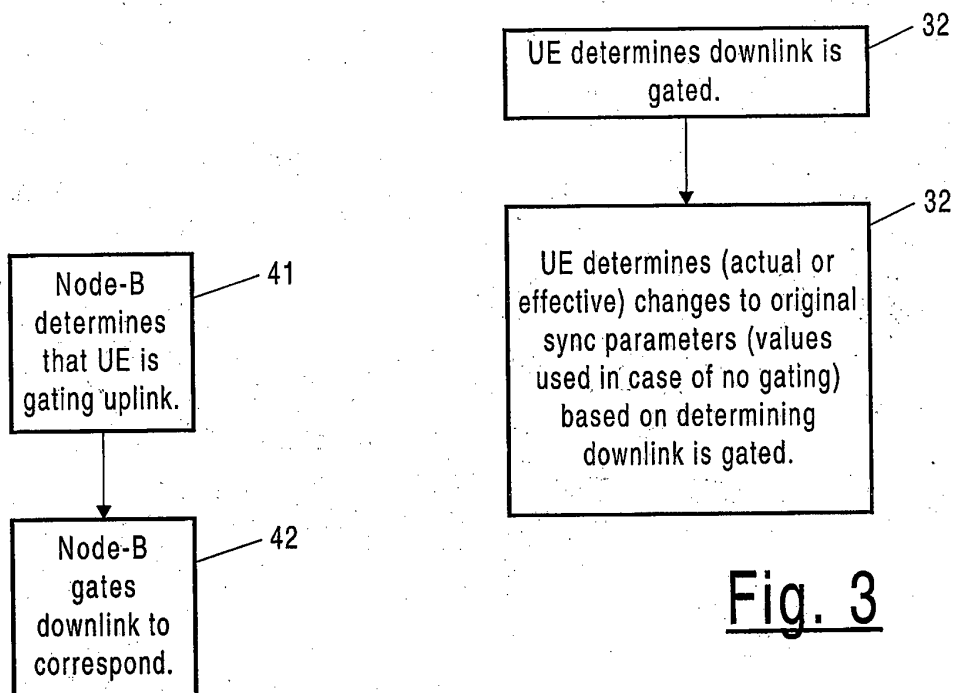 32
UE determines downlink is
gated.
32
UE determines (actual or
effective) changes to original
sync parameters (values
used in case of no gating)
based on determining
downlink is gated.
Fig. 3
41
Node-B
determines
that UE is
gating uplink.
42
Node-B
gates
downlink to
correspond.